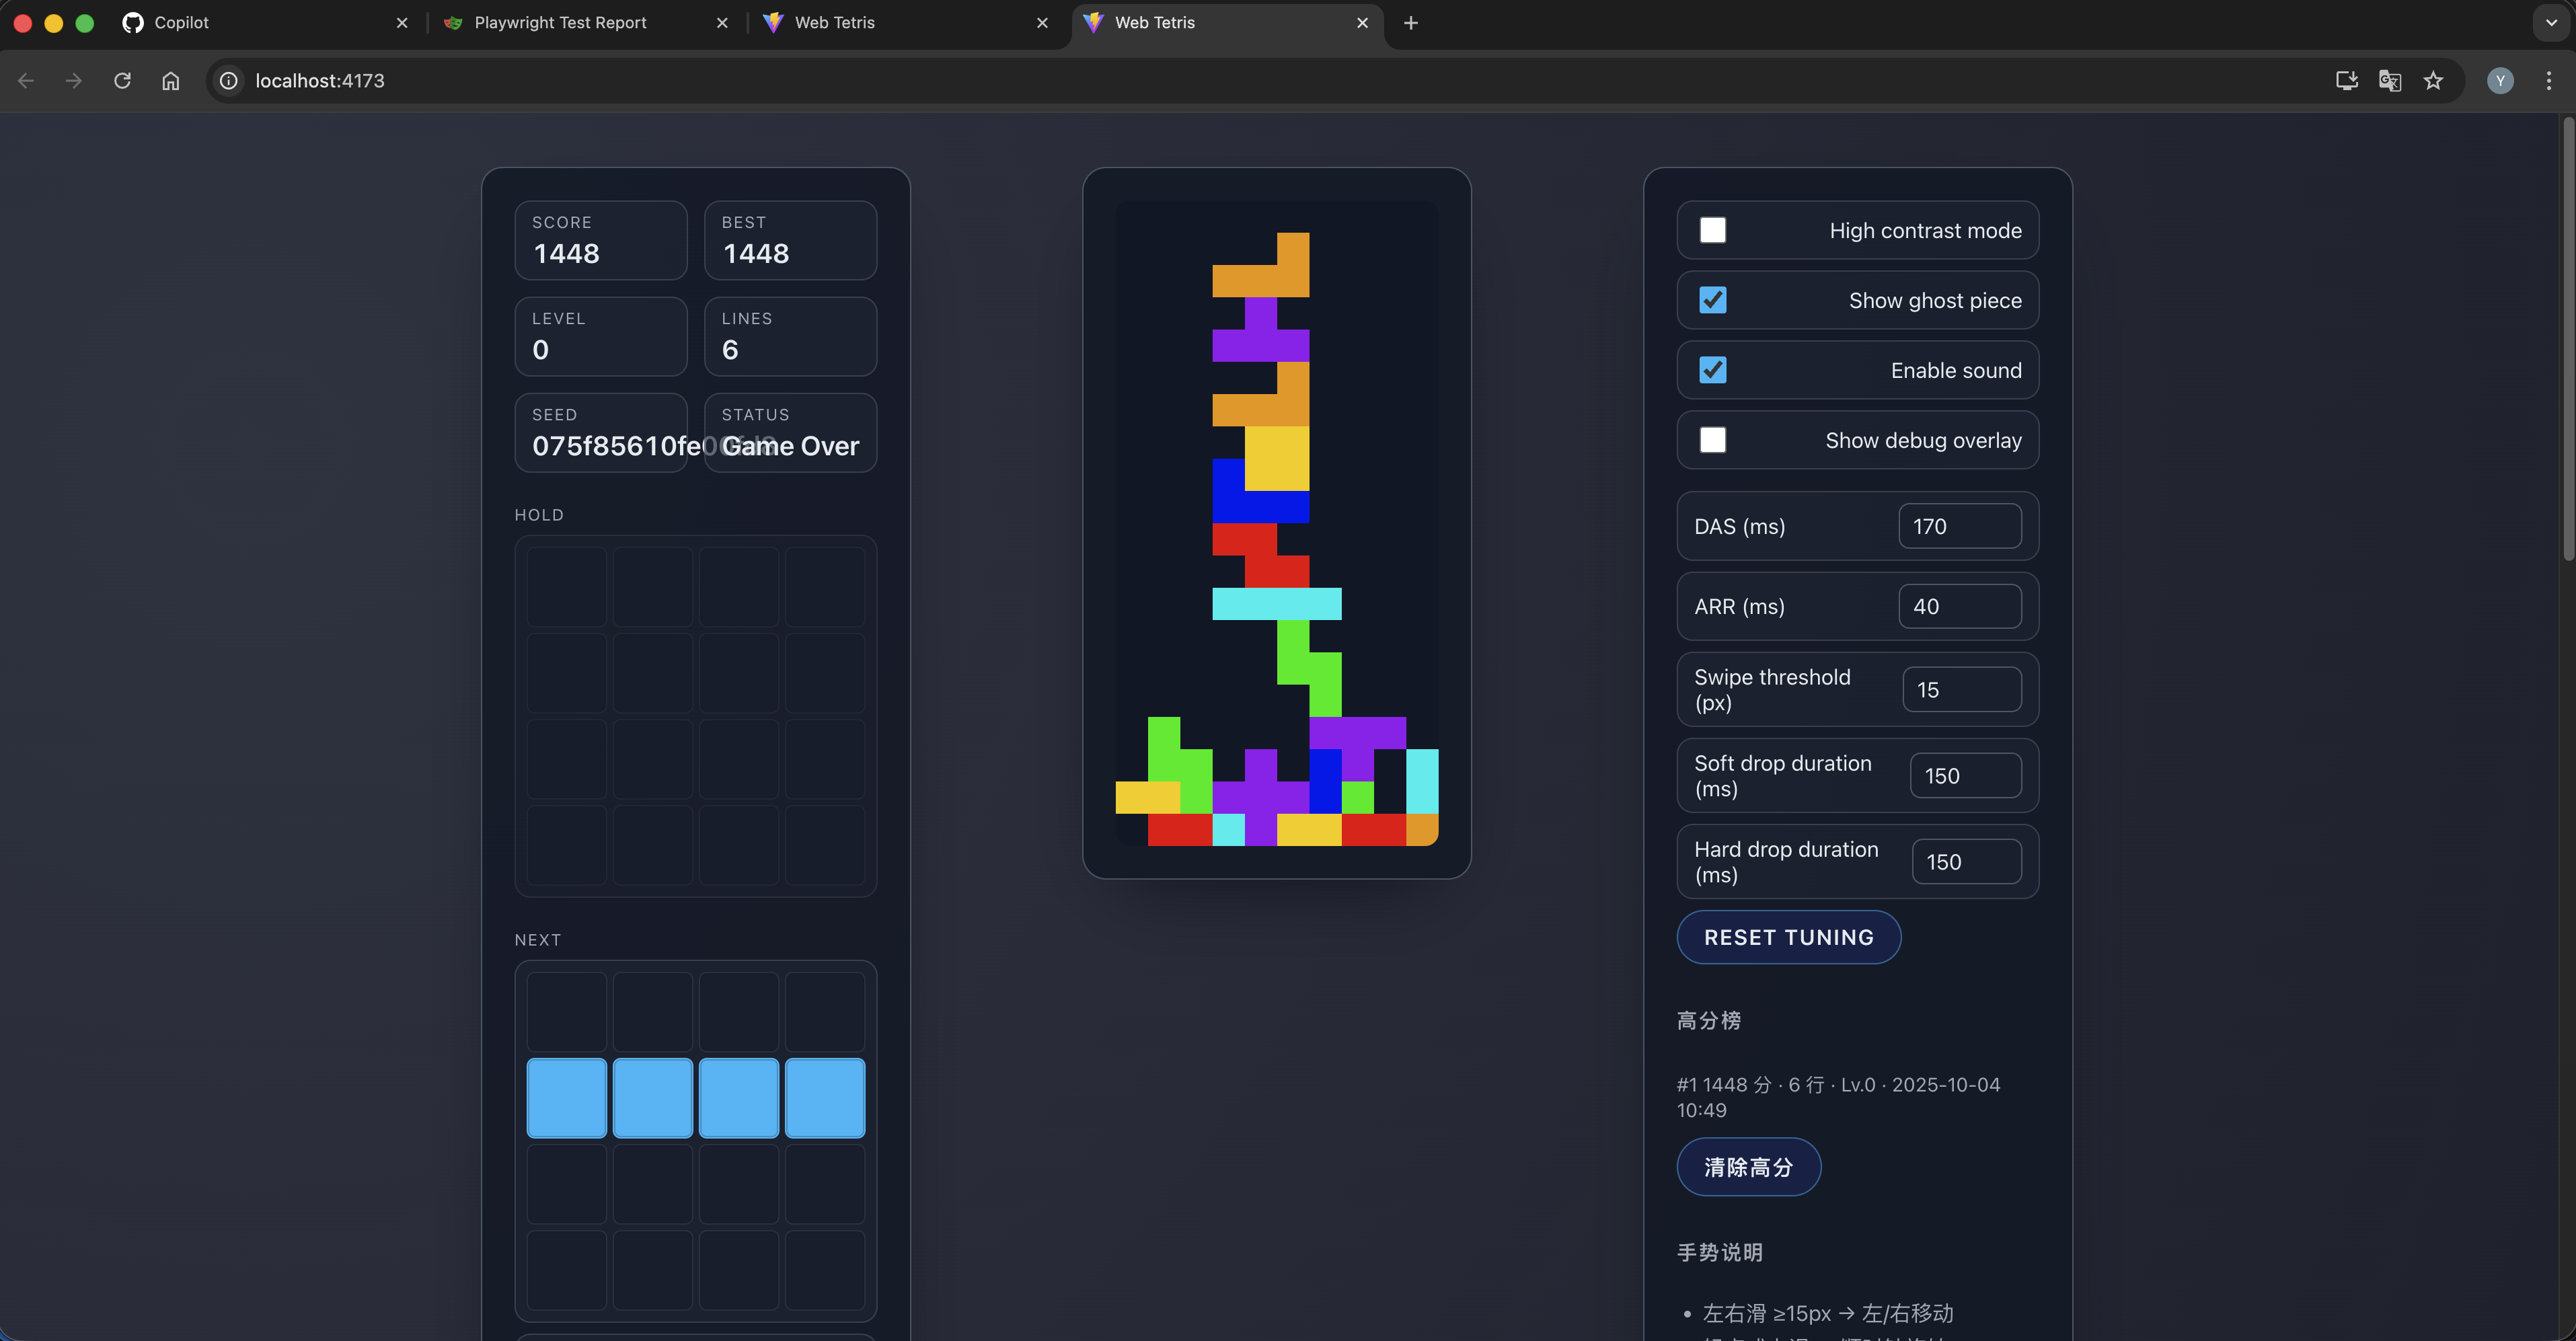 Copilot
Playwright Test Report
Web Tetris
Web Tetris
localhost:4173
Y
SCORE
1448
BEST
1448
LEVEL
0
LINES
6
SEED
075f85610fe
STATUS
Game Over
HOLD
NEXT
High contrast mode
Show ghost piece
Enable sound
Show debug overlay
DAS (ms)
170
ARR (ms)
40
Swipe threshold
(px)
15
Soft drop duration
(ms)
150
Hard drop duration
(ms)
150
RESET TUNING
高分榜
#1 1448 分 · 6 行 · Lv.0 · 2025-10-04
10:49
清除高分
手势说明
左右滑 ≥15px → 左/右移动